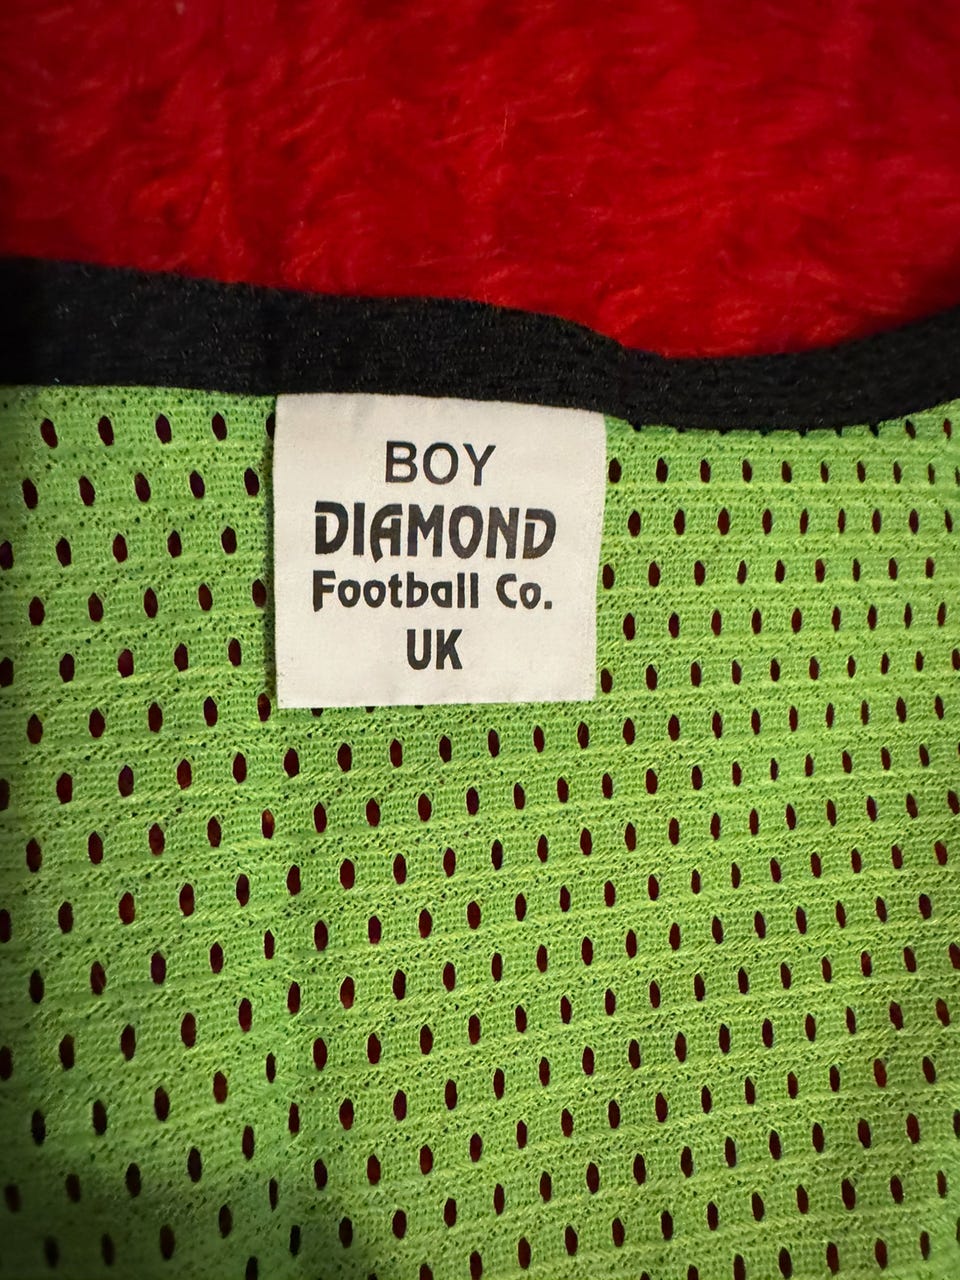 BOY
DIAMOND
Football Co.
UK